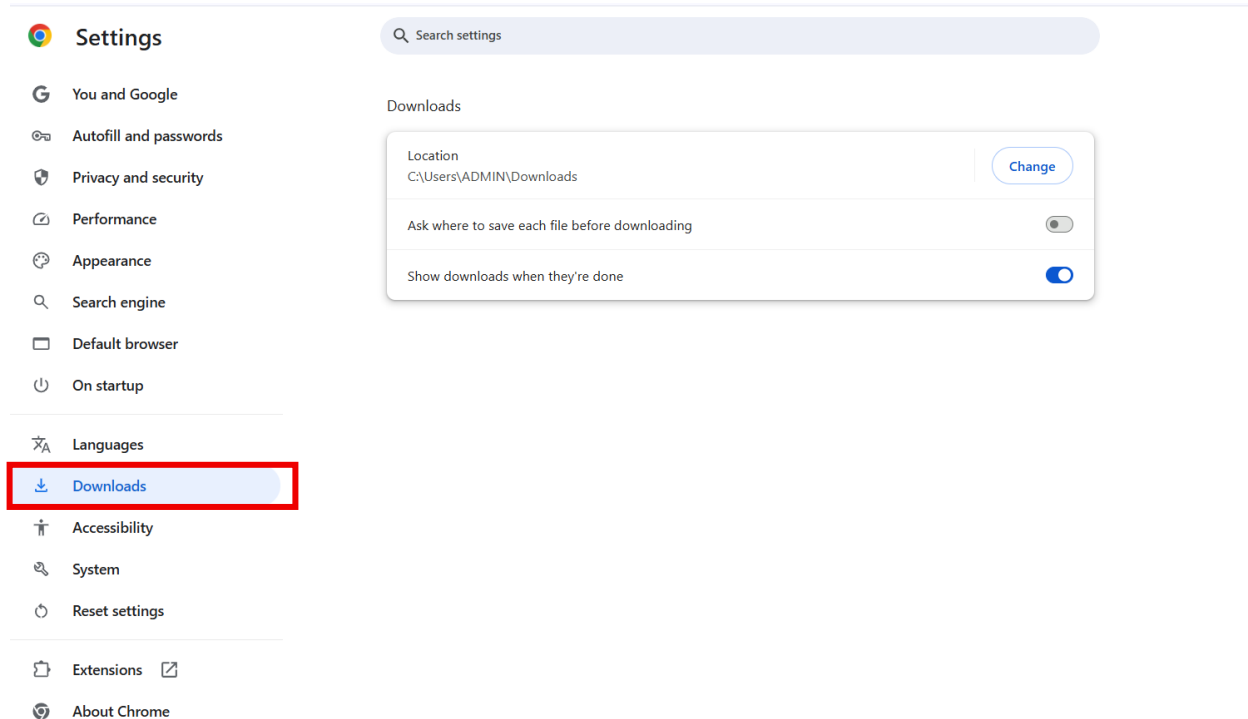 Settings
Search settings
You and Google
Autofill and passwords
Privacy and security
Performance
Appearance
Search engine
Default browser
On startup
Languages
Downloads
Accessibility
System
Reset settings
Extensions
About Chrome
Downloads
Location
C:\Users\ADMIN\Downloads
Change
Ask where to save each file before downloading
Show downloads when they're done